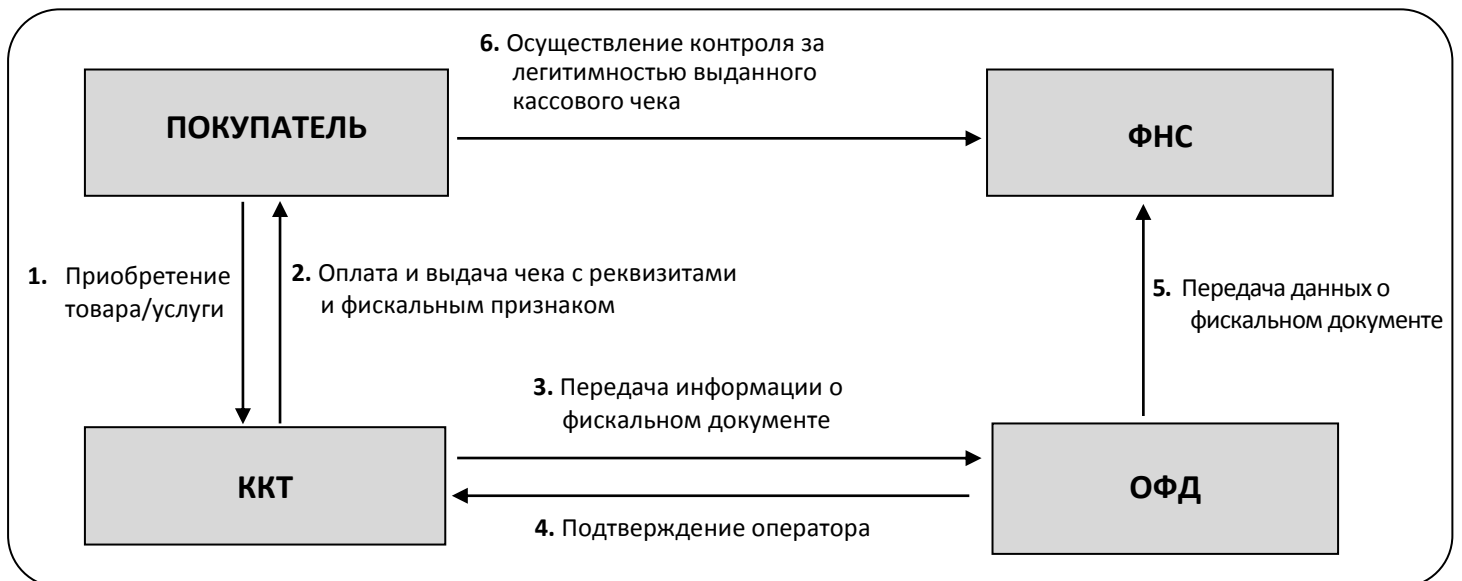 6. Осуществление контроля за
легитимностью выданного
кассового чека
ПОКУПАТЕЛЬ
ФНС
1. Приобретение
товара/услуги
2. Оплата и выдача чека с реквизитами
и фискальным признаком
5. Передача данных о
фискальном документе
3. Передача информации о
фискальном документе
ККТ
ОФД
4. Подтверждение оператора